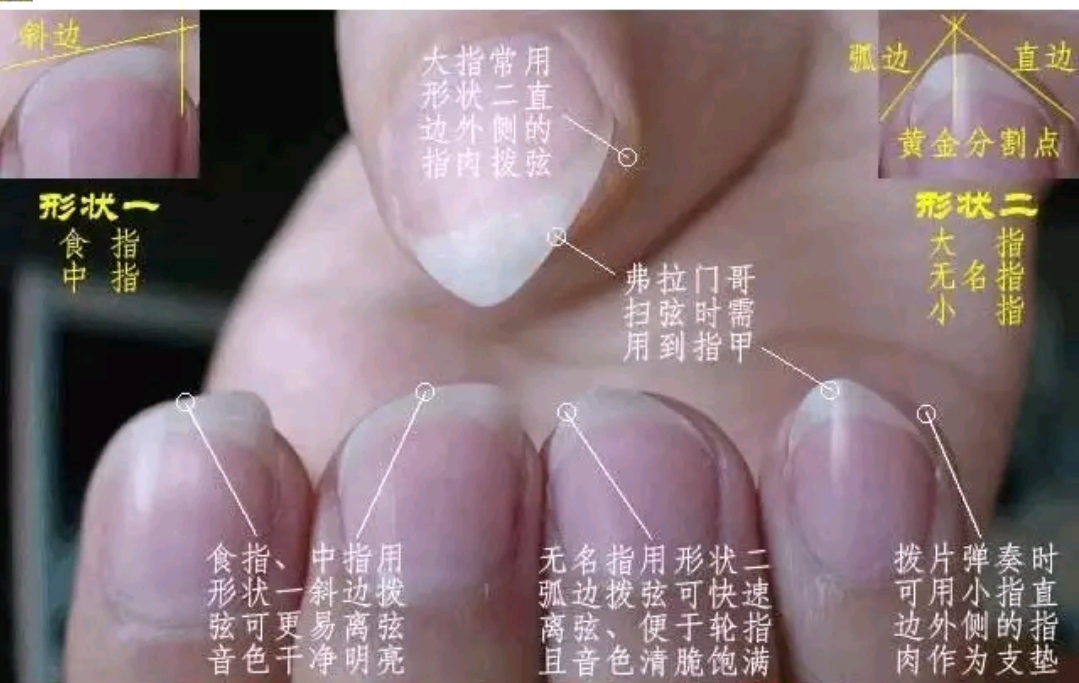 斜边
形状一
食指
中指
大指常用
形状二直
边外侧的
指肉拨弦
弧边
直边
黄金分割点
形状二
大指
无名指
小指
弗拉门哥
扫弦时需
用到指甲
食指、中指用
形状一斜边拨
弦可更易离弦
音色干净明亮
无名指用形状二
弧边拨弦可快速
离弦、便于轮指
且音色清脆饱满
拨片弹奏时
可用小指直
边外侧的指
肉作为支垫